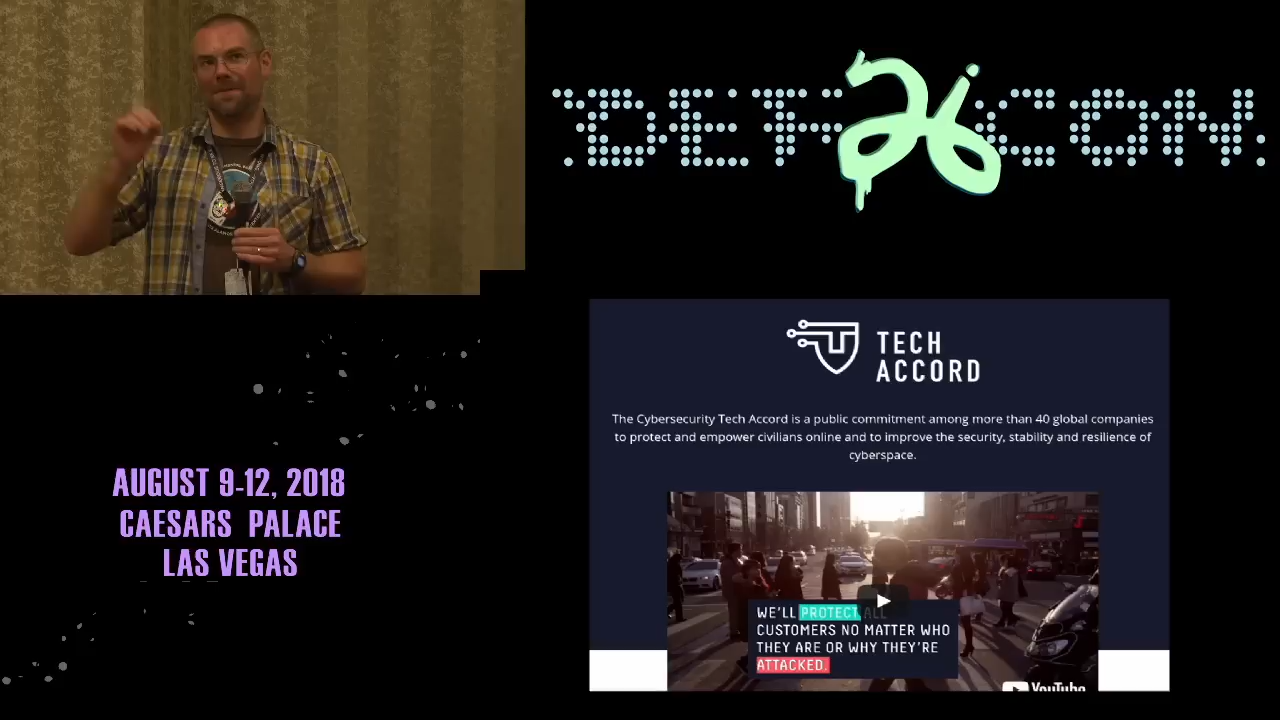 DEF 26 CON
AUGUST 9-12, 2018
CAESARS PALACE
LAS VEGAS
TECH
ACCORD
The Cybersecurity Tech Accord is a public commitment among more than 40 global companies
to protect and empower civilians online and to improve the security, stability and resilience of
cyberspace.
WE'LL PROTECT ALL
CUSTOMERS NO MATTER WHO
THEY ARE OR WHY THEY'RE
ATTACKED.
YouTube